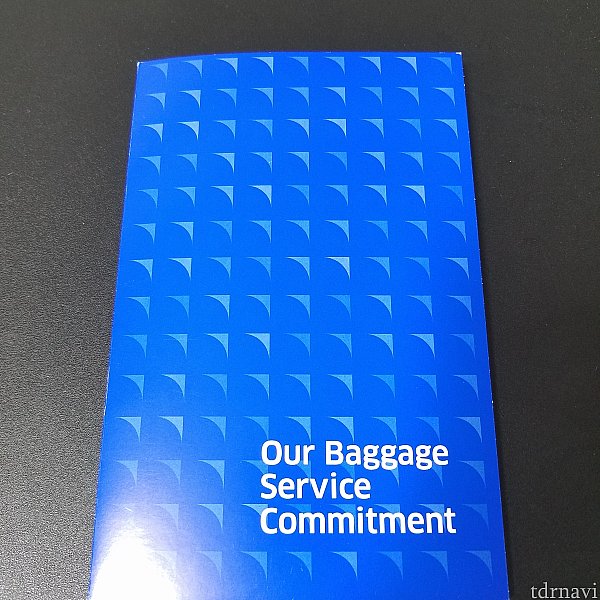 Our Baggage
Service
Commitment
tdrnavi